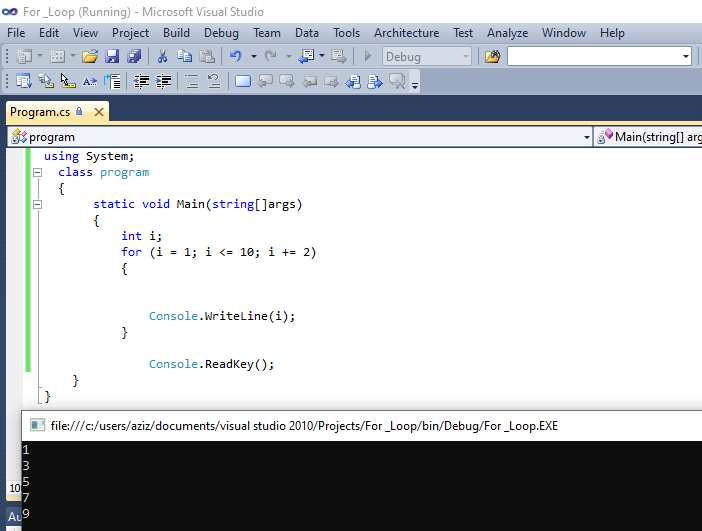 For _Loop (Running) - Microsoft Visual Studio
File Edit View Project Build Debug Team Data Tools Architecture Test Analyze Window Help
Debug
Program.cs
program Main(string[] arg
using System;
class program
{
static void Main(string[]args)
{
int i;
for (i = 1; i <= 10; i += 2)
{
Console.WriteLine(i);
}
Console.ReadKey();
}
}
file:///c:/users/aziz/documents/visual studio 2010/Projects/For _Loop/bin/Debug/For _Loop.EXE
1
3
5
10
7
Au
9